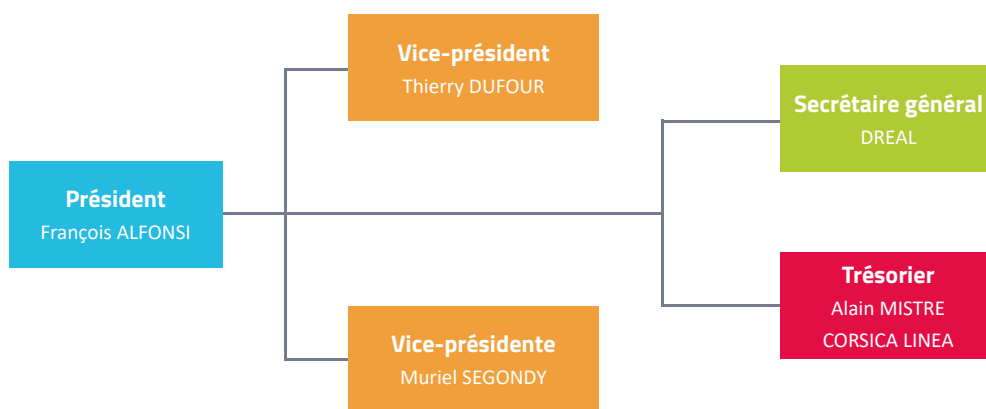 Président
François ALFONSI
Vice-président
Thierry DUFOUR
Vice-présidente
Muriel SEGONDY
Secrétaire général
DREAL
Trésorier
Alain MISTRE
CORSICA LINEA